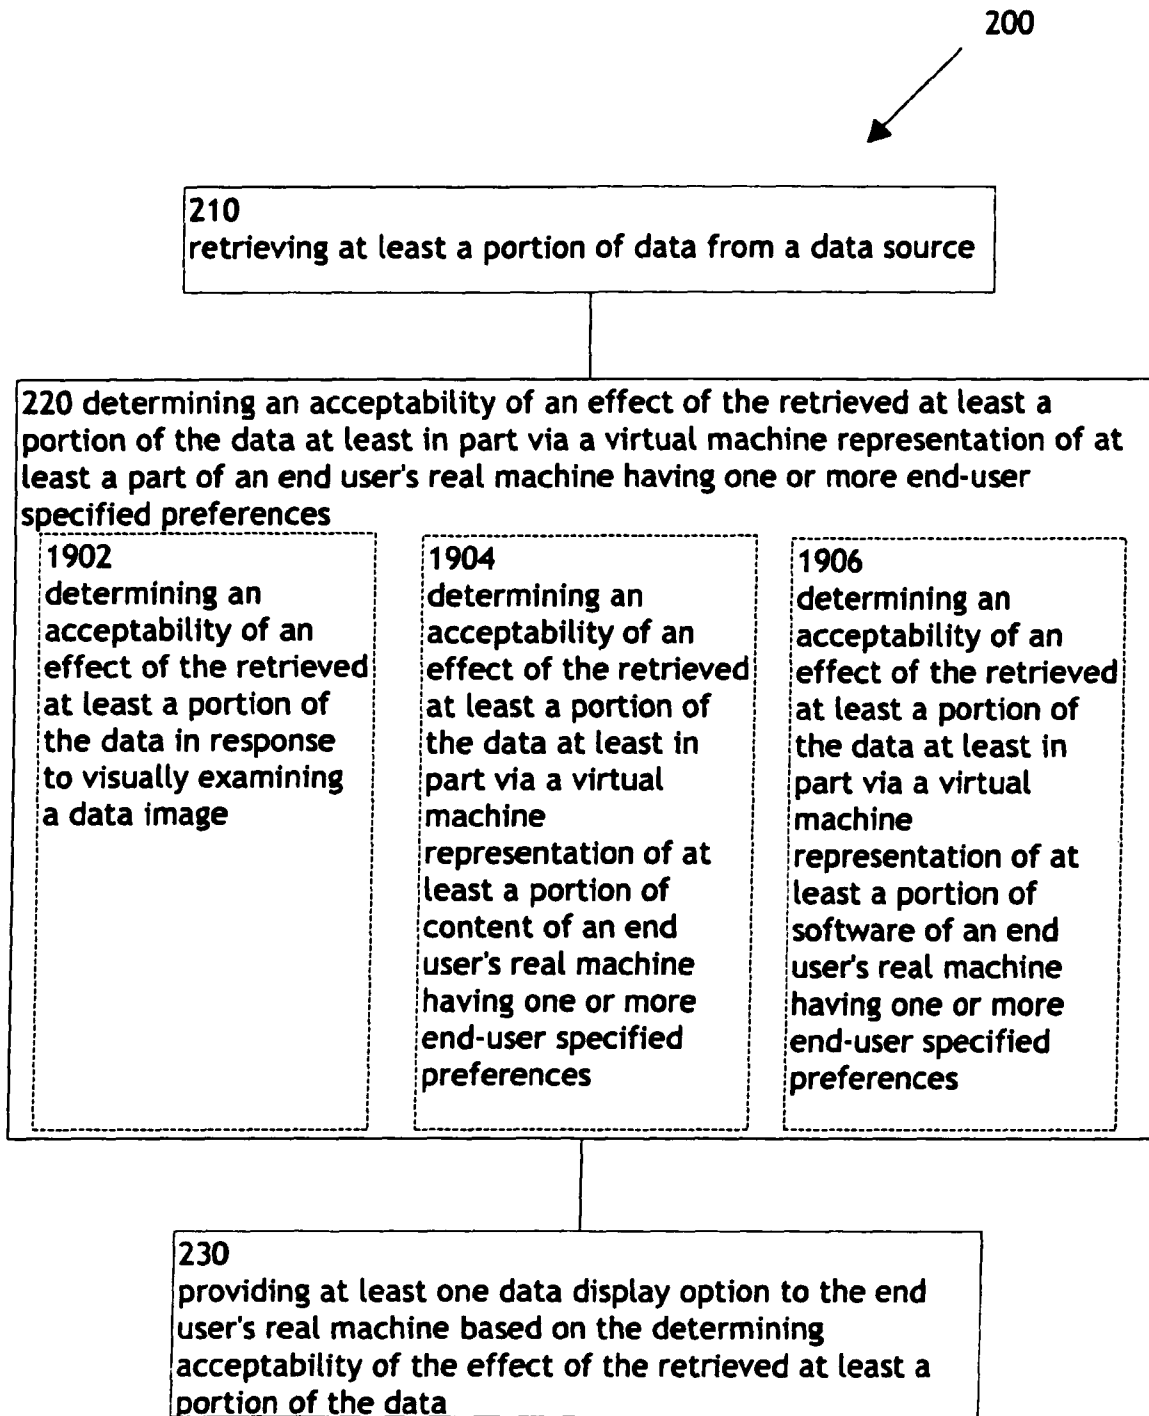 200
210
retrieving at least a portion of data from a data source
220 determining an acceptability of an effect of the retrieved at least a
portion of the data at least in part via a virtual machine representation of at
least a part of an end user's real machine having one or more end-user
specified preferences
1902
determining an
acceptability of an
effect of the retrieved
at least a portion of
the data in response
to visually examining
a data image
1904
determining an
acceptability of an
effect of the retrieved
at least a portion of
the data at least in
part via a virtual
machine
representation of at
least a portion of
content of an end
user's real machine
having one or more
end-user specified
preferences
1906
determining an
acceptability of an
effect of the retrieved
at least a portion of
the data at least in
part via a virtual
machine
representation of at
least a portion of
software of an end
user's real machine
having one or more
end-user specified
preferences
230
providing at least one data display option to the end
user's real machine based on the determining
acceptability of the effect of the retrieved at least a
portion of the data